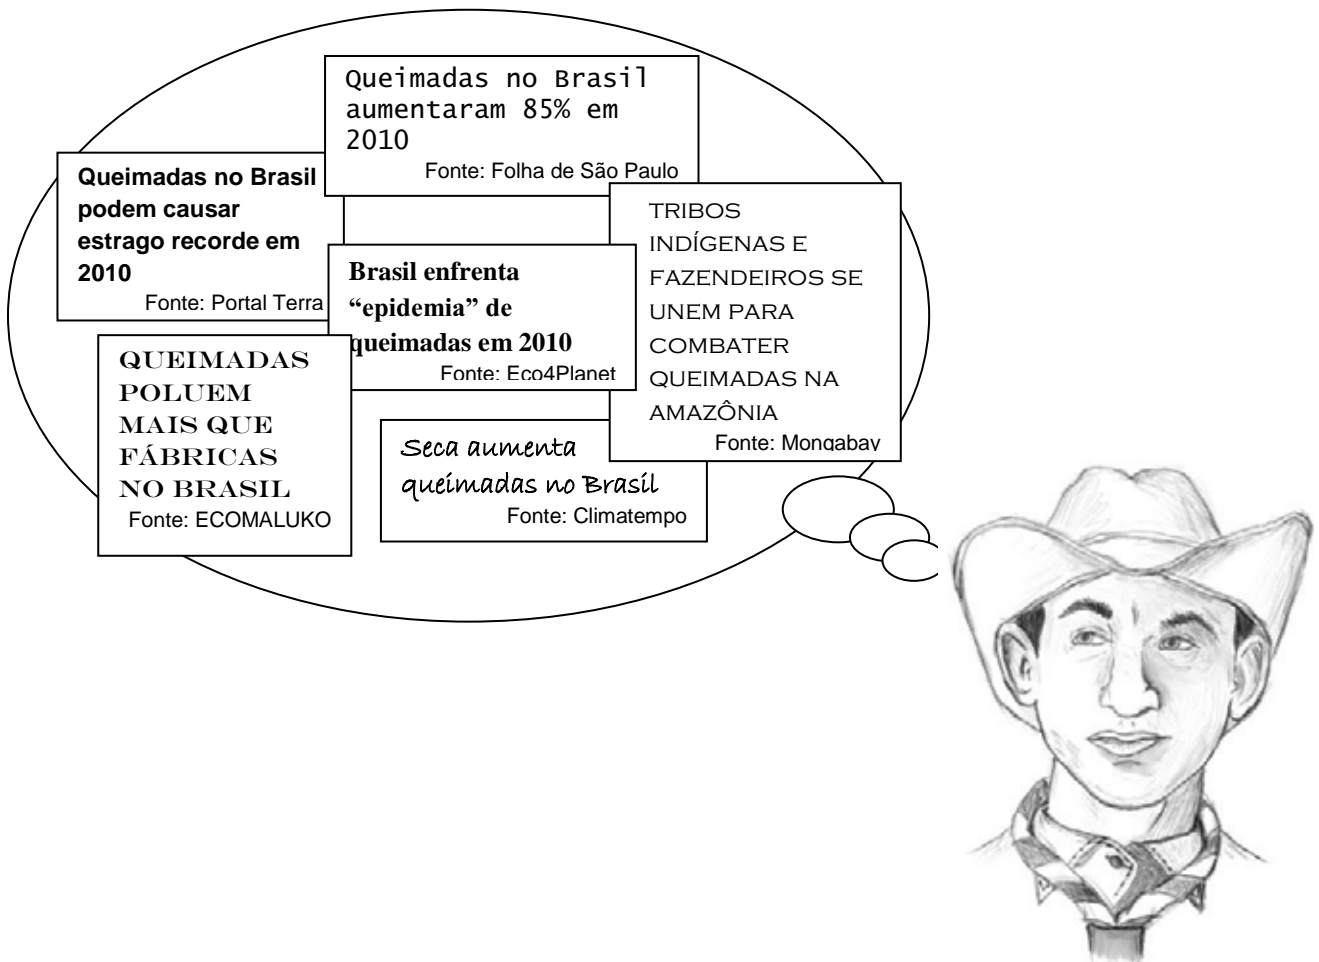 Queimadas no Brasil
aumentaram 85% em
2010
Fonte: Folha de São Paulo
Queimadas no Brasil
podem causar
estrago recorde em
2010
Fonte: Portal Terra
TRIBOS
INDÍGENAS E
FAZENDEIROS SE
UNEM PARA
COMBATER
QUEIMADAS NA
AMAZÔNIA
Fonte: Mongabay
Brasil enfrenta
“epidemia” de
queimadas em 2010
Fonte: Eco4Planet
QUEIMADAS
POLUEM
MAIS QUE
FÁBRICAS
NO BRASIL
Fonte: ECOMALUKO
Seca aumenta
queimadas no Brasil
Fonte: Climatempo